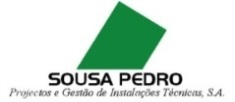 SOUSA PEDRO
Projectos e Gestão de Instalações Técnicas, S.A.